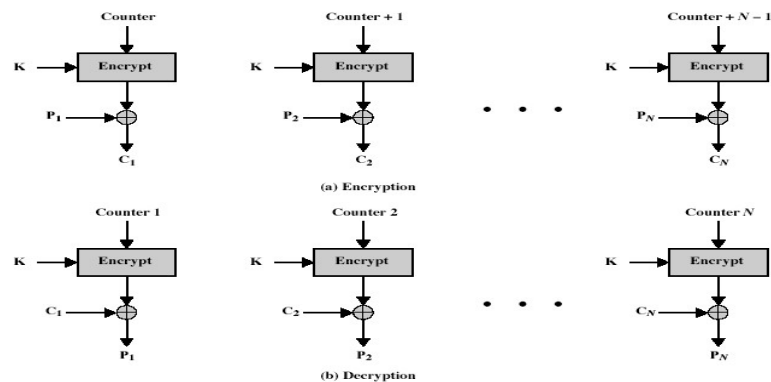 Counter Counter + 1 Counter + N – 1
K Encrypt K Encrypt K Encrypt
P1 P2 PN
C1 C2 CN
(a) Encryption
Counter 1 Counter 2 Counter N
K Encrypt K Encrypt K Encrypt
C1 C2 CN
P1 P2 PN
(b) Decryption